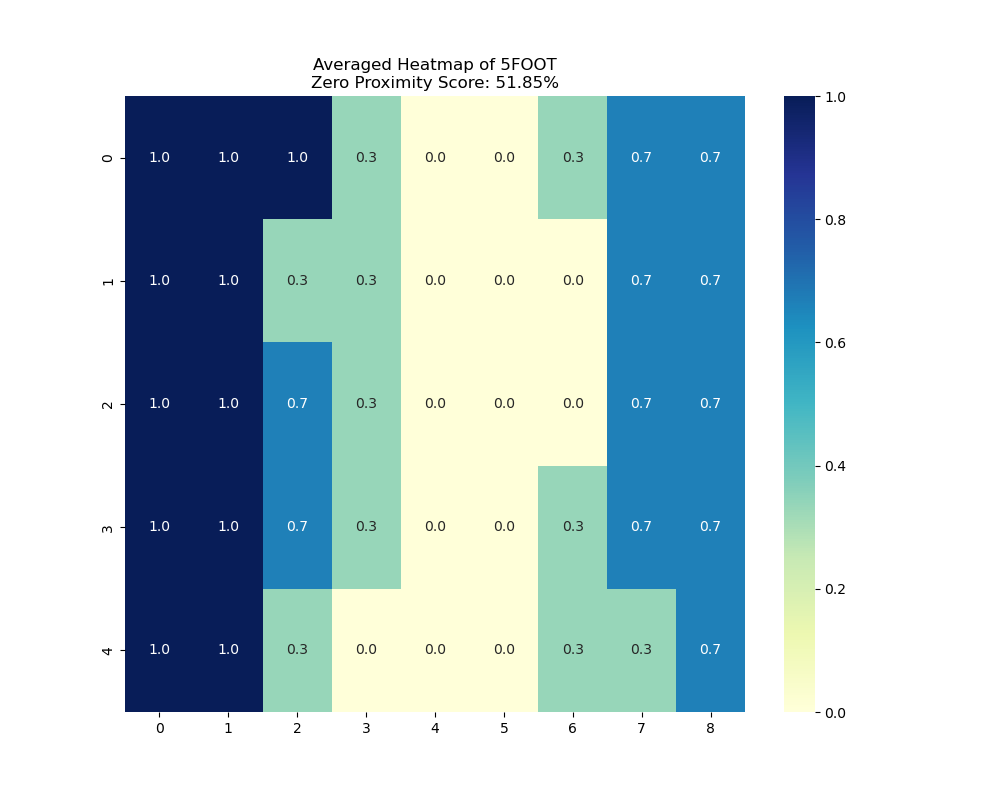 Averaged Heatmap of 5FOOT
Zero Proximity Score: 51.85%
0 1.0 1.0 1.0 0.3 0.0 0.0 0.3 0.7 0.7
1 1.0 1.0 0.3 0.3 0.0 0.0 0.0 0.7 0.7
2 1.0 1.0 0.7 0.3 0.0 0.0 0.0 0.7 0.7
3 1.0 1.0 0.7 0.3 0.0 0.0 0.3 0.7 0.7
4 1.0 1.0 0.3 0.0 0.0 0.0 0.3 0.3 0.7
0 1 2 3 4 5 6 7 8
1.0
0.8
0.6
0.4
0.2
0.0